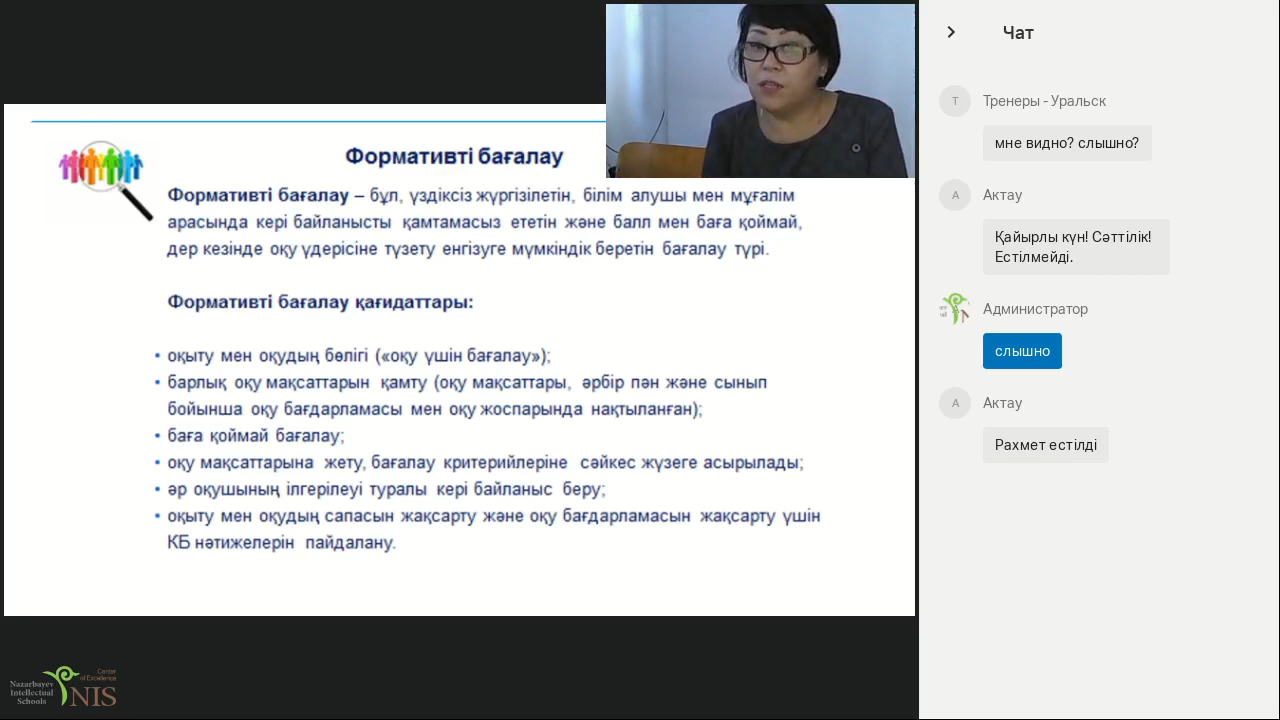 Формативті бағалау
Формативті бағалау – бұл, үздіксіз жүргізілетін, білім алушы мен мұғалім
арасында кері байланысты қамтамасыз ететін және балл мен баға қоймай,
дер кезінде оқу үдерісіне түзету енгізуге мүмкіндік беретін бағалау түрі.
Формативті бағалау қағидаттары:
• оқыту мен оқудың бөлігі («оқу үшін бағалау»);
• барлық оқу мақсаттарын қамту (оқу мақсаттары, әрбір пән және сынып
бойынша оқу бағдарламасы мен оқу жоспарында нақтыланған);
• баға қоймай бағалау;
• оқу мақсаттарына жету, бағалау критерийлеріне сәйкес жүзеге асырылады;
• әр оқушының ілгерілеуі туралы кері байланыс беру;
• оқыту мен оқудың сапасын жақсарту және оқу бағдарламасын жақсарту үшін
КБ нәтижелерін пайдалану.
Nazarbayev
Intellectual
Schools
Center
of Excellence
NIS
Чат
Т
Тренеры - Уральск
мне видно? слышно?
А
Актау
Қайырлы күн! Сәттілік!
Естілмейді.
Администратор
слышно
А
Актау
Рахмет естілді